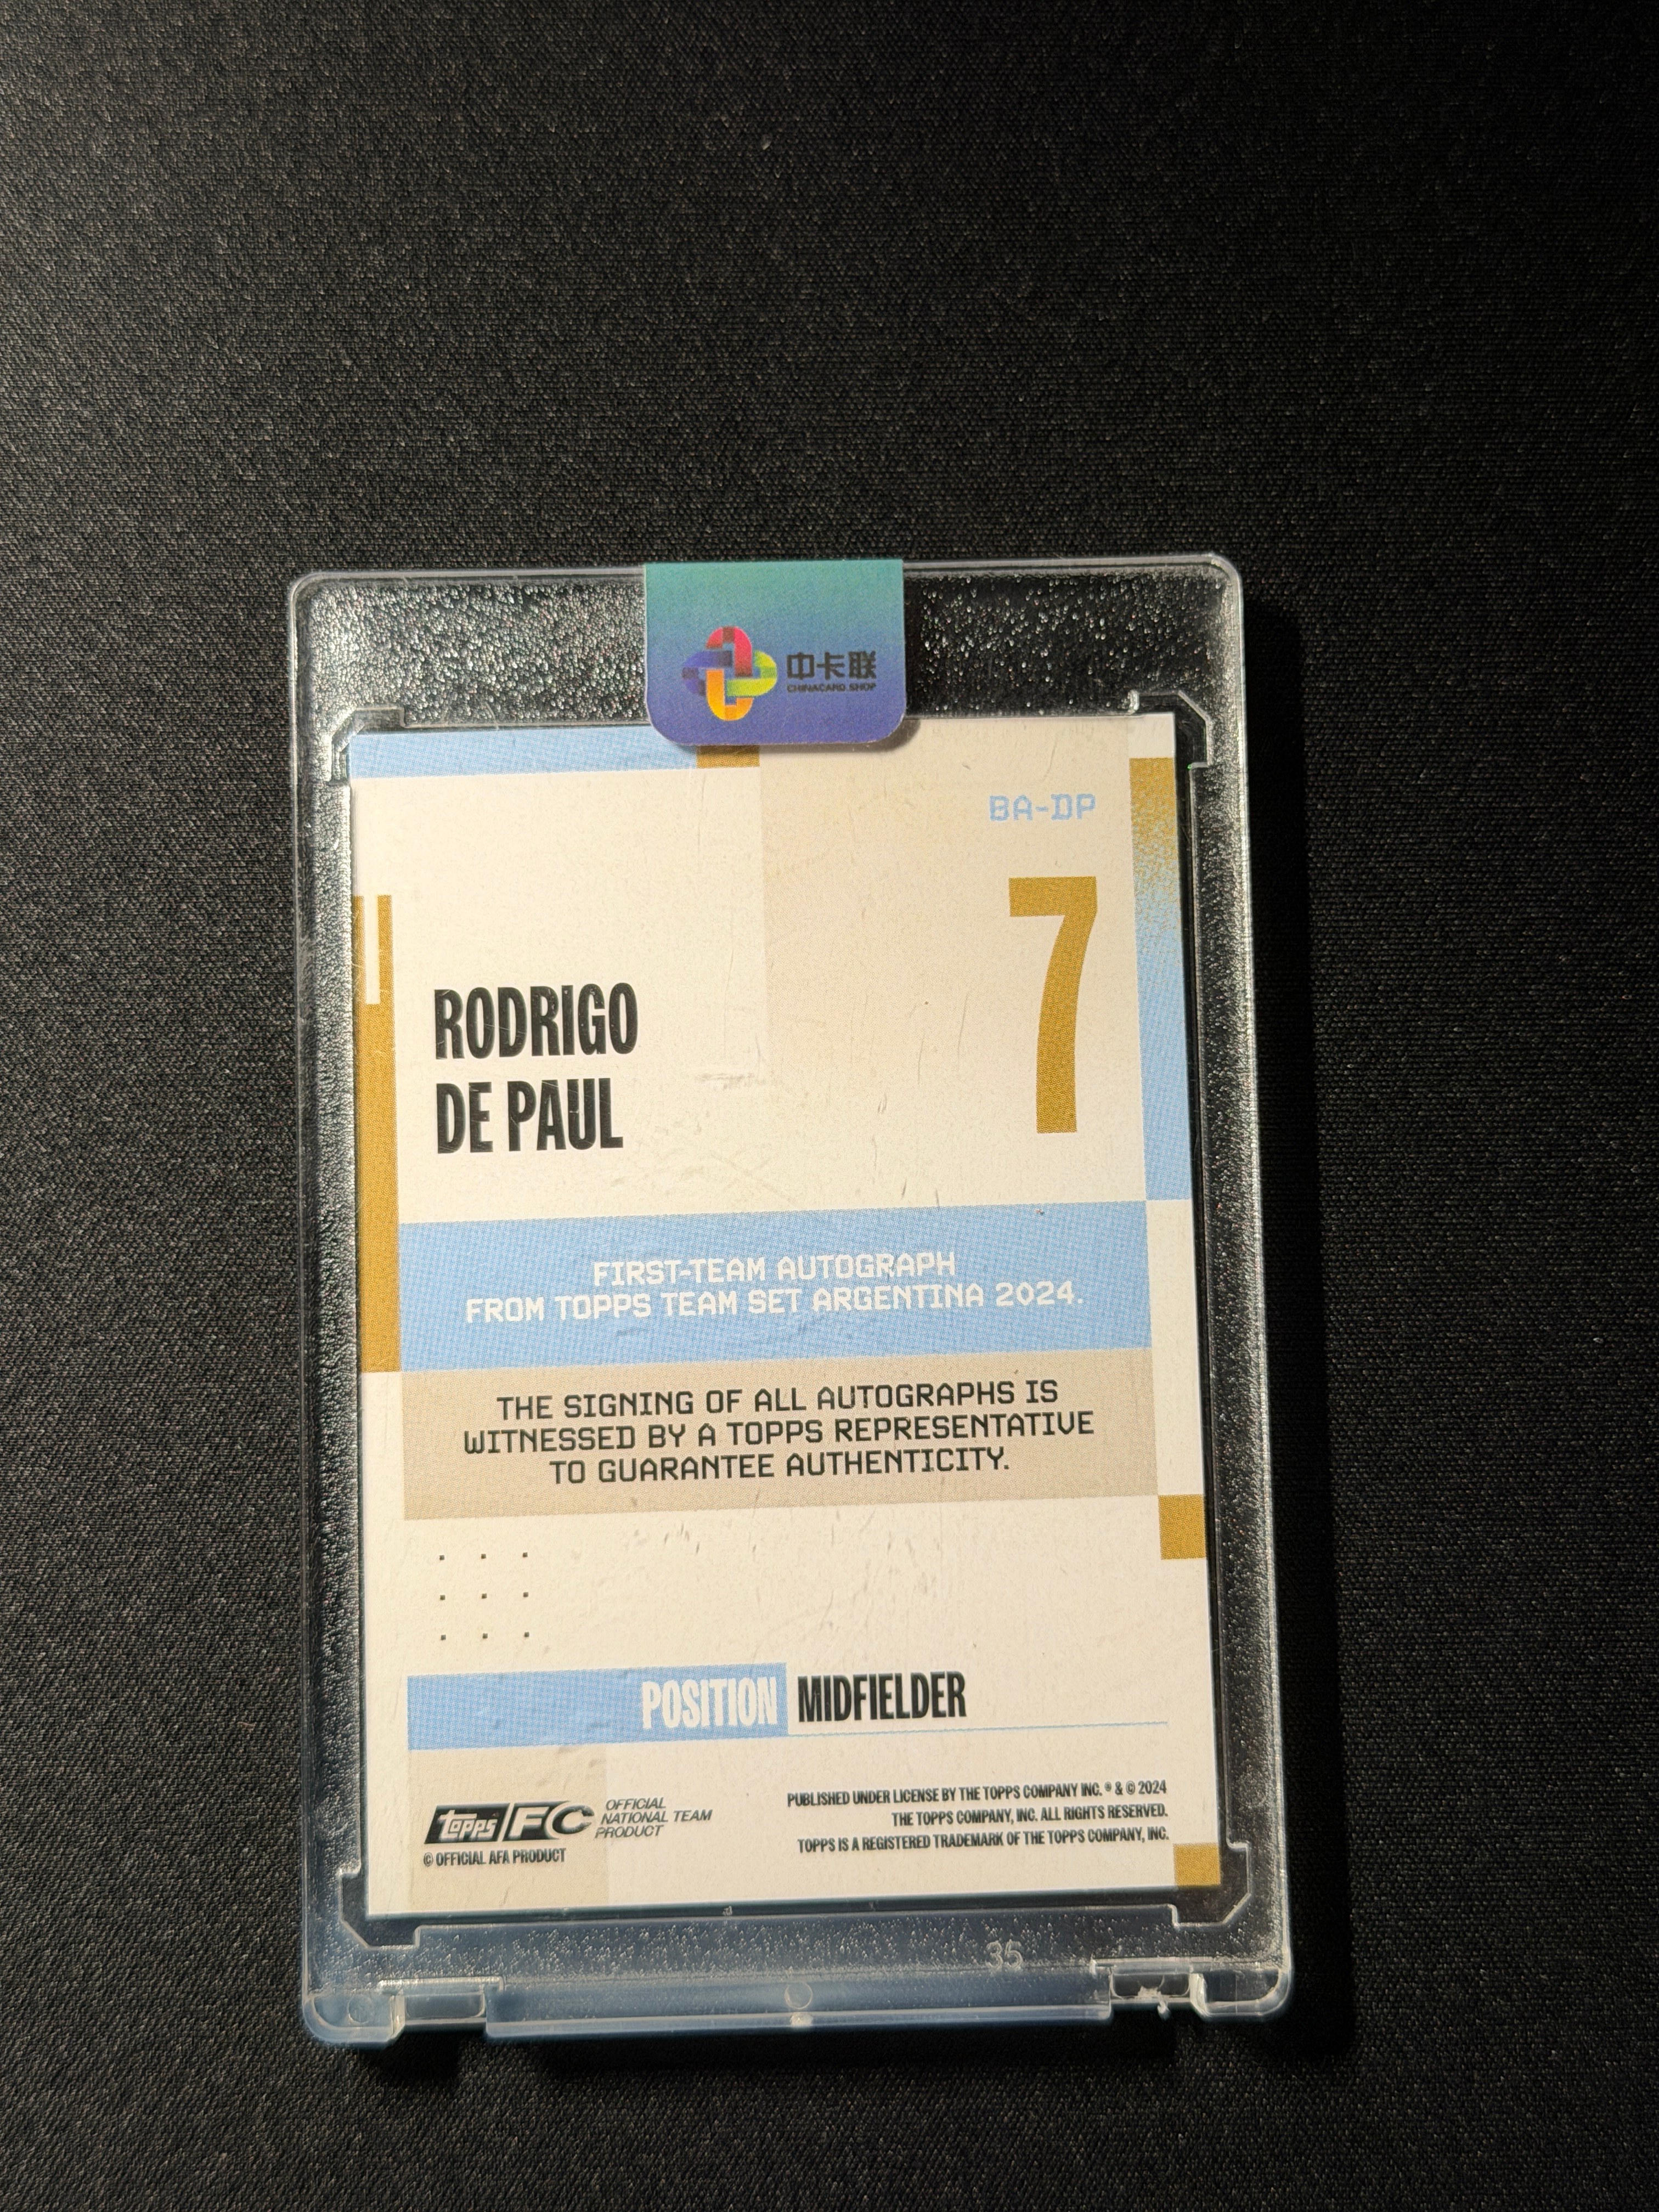 中卡联
CHINACARD.SHOP
BA-DP
7
RODRIGO
DE PAUL
FIRST-TEAM AUTOGRAPH
FROM TOPPS TEAM SET ARGENTINA 2024.
THE SIGNING OF ALL AUTOGRAPHS IS
WITNESSED BY A TOPPS REPRESENTATIVE
TO GUARANTEE AUTHENTICITY.
POSITION MIDFIELDER
topps FC OFFICIAL
NATIONAL TEAM
PRODUCT
© OFFICIAL AFA PRODUCT
PUBLISHED UNDER LICENSE BY THE TOPPS COMPANY INC. ® & © 2024
THE TOPPS COMPANY, INC. ALL RIGHTS RESERVED.
TOPPS IS A REGISTERED TRADEMARK OF THE TOPPS COMPANY, INC.
35